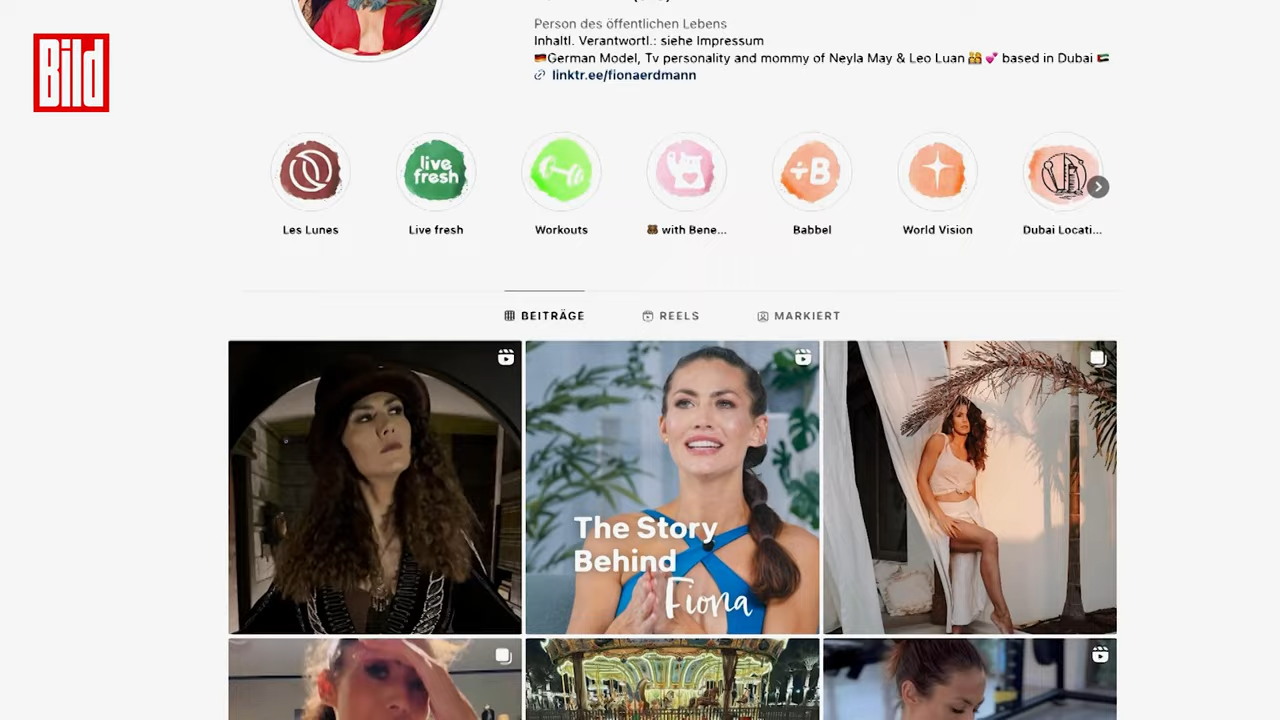 Bild
Person des öffentlichen Lebens
Inhaltl. Verantwortl.: siehe Impressum
German Model, Tv personality and mommy of Neyla May & Leo Luan based in Dubai
linktr.ee/fionaerdmann
live
fresh
+B
Les Lunes
Live fresh
Workouts
with Bene...
Babbel
World Vision
Dubai Locati...
BEITRÄGE
REELS
MARKIERT
The Story
Behind
Fiona